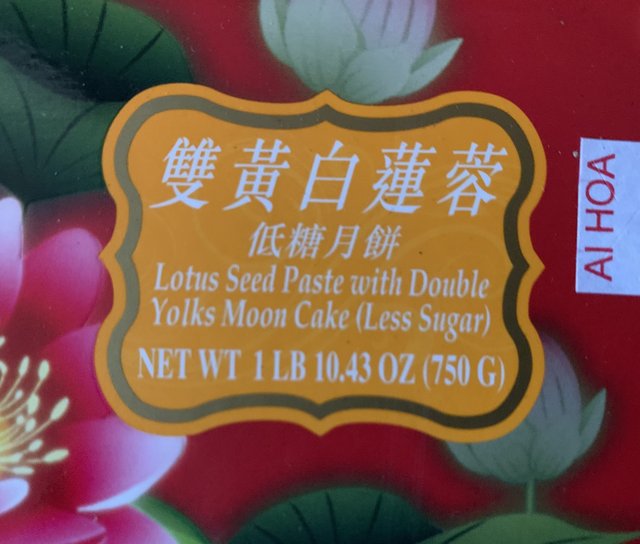 雙黃白蓮蓉
低糖月餅
Lotus Seed Paste with Double
Yolks Moon Cake (Less Sugar)
NET WT 1 LB 10.43 OZ (750 G)
AI HOA